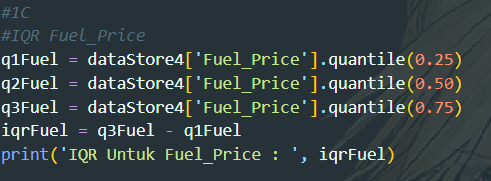 #1C
#IQR Fuel_Price
q1Fuel = dataStore4['Fuel_Price'].quantile(0.25)
q2Fuel = dataStore4['Fuel_Price'].quantile(0.50)
q3Fuel = dataStore4['Fuel_Price'].quantile(0.75)
iqrFuel = q3Fuel - q1Fuel
print('IQR Untuk Fuel_Price : ', iqrFuel)